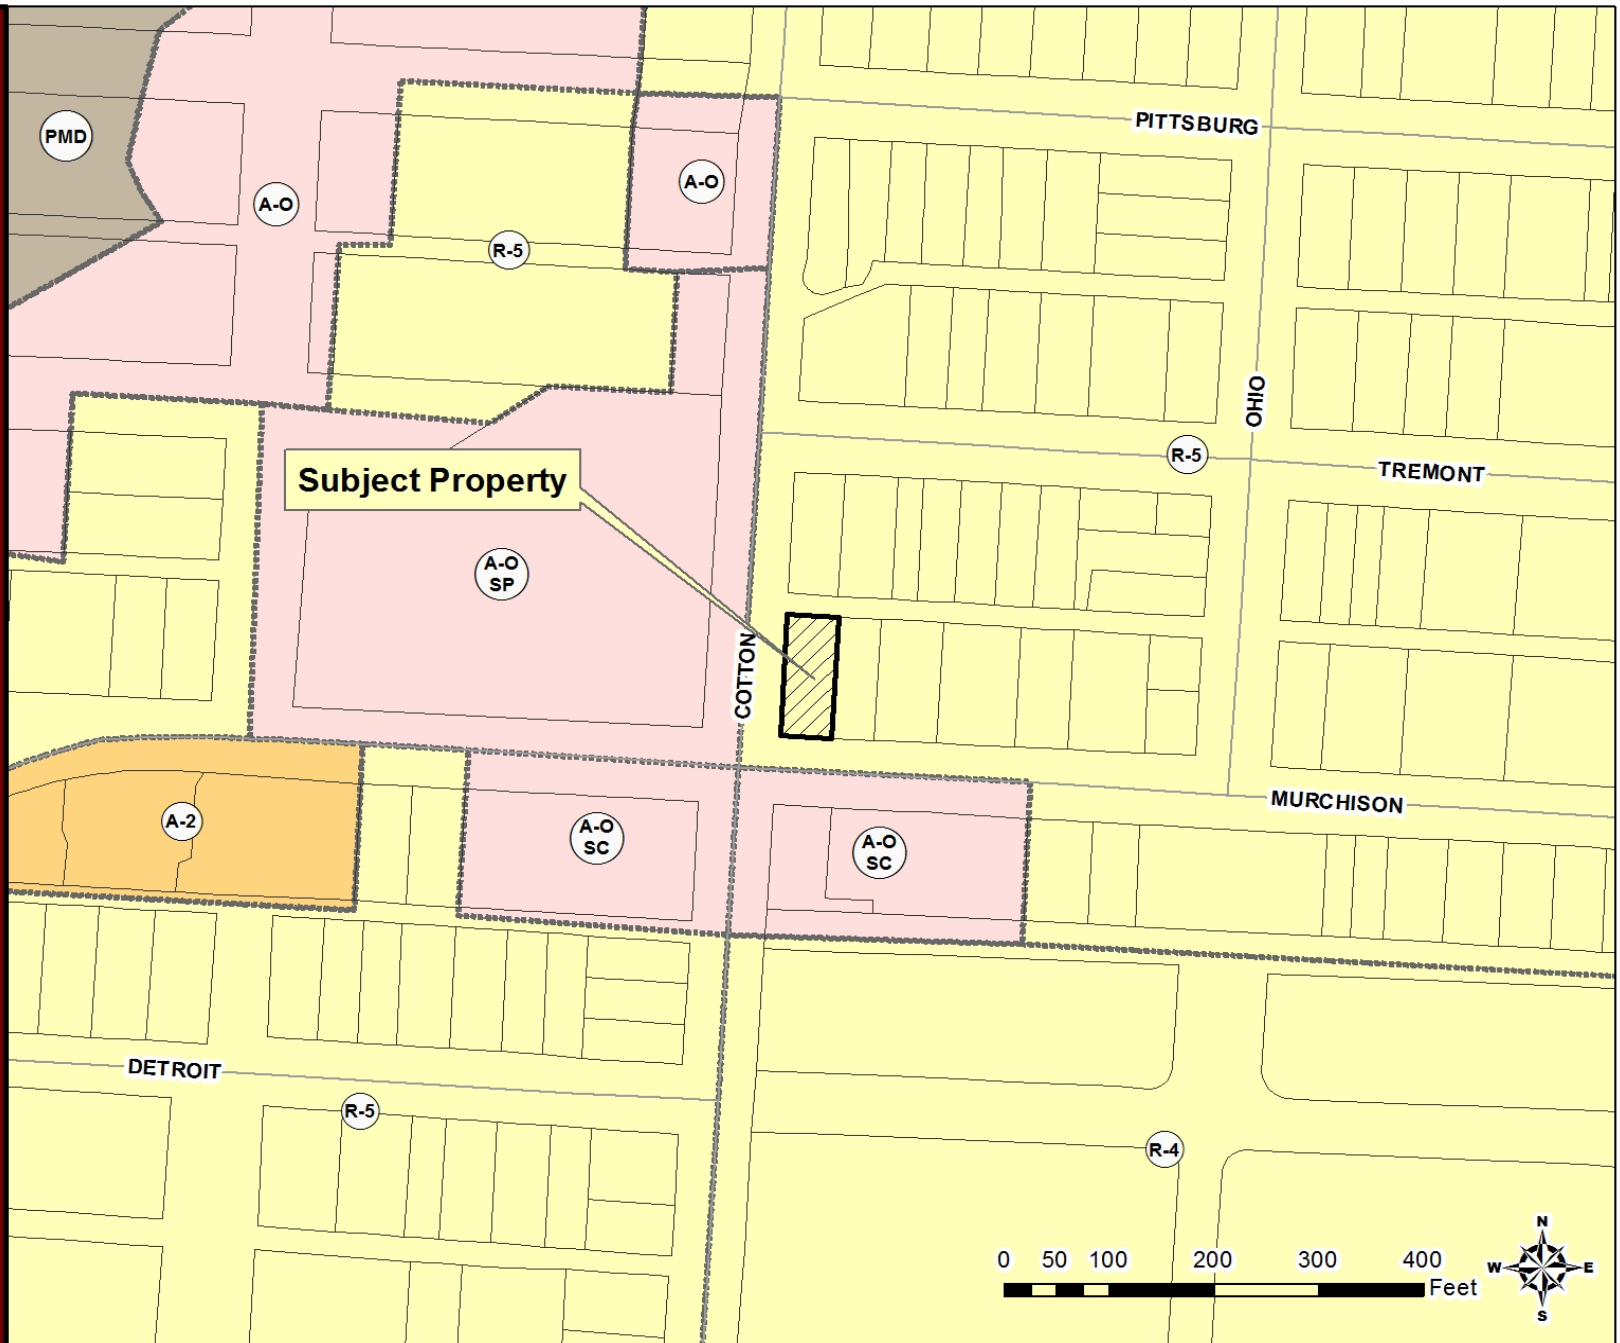 PITTSBURG
PMD
A-O
A-O
R-5
OHIO
R-5
TREMONT
Subject Property
A-O
SP
COTTON
MURCHISON
A-2
A-O
SC
A-O
SC
DETROIT
R-5
R-4
N
W E
S
0 50 100 200 300 400
Feet